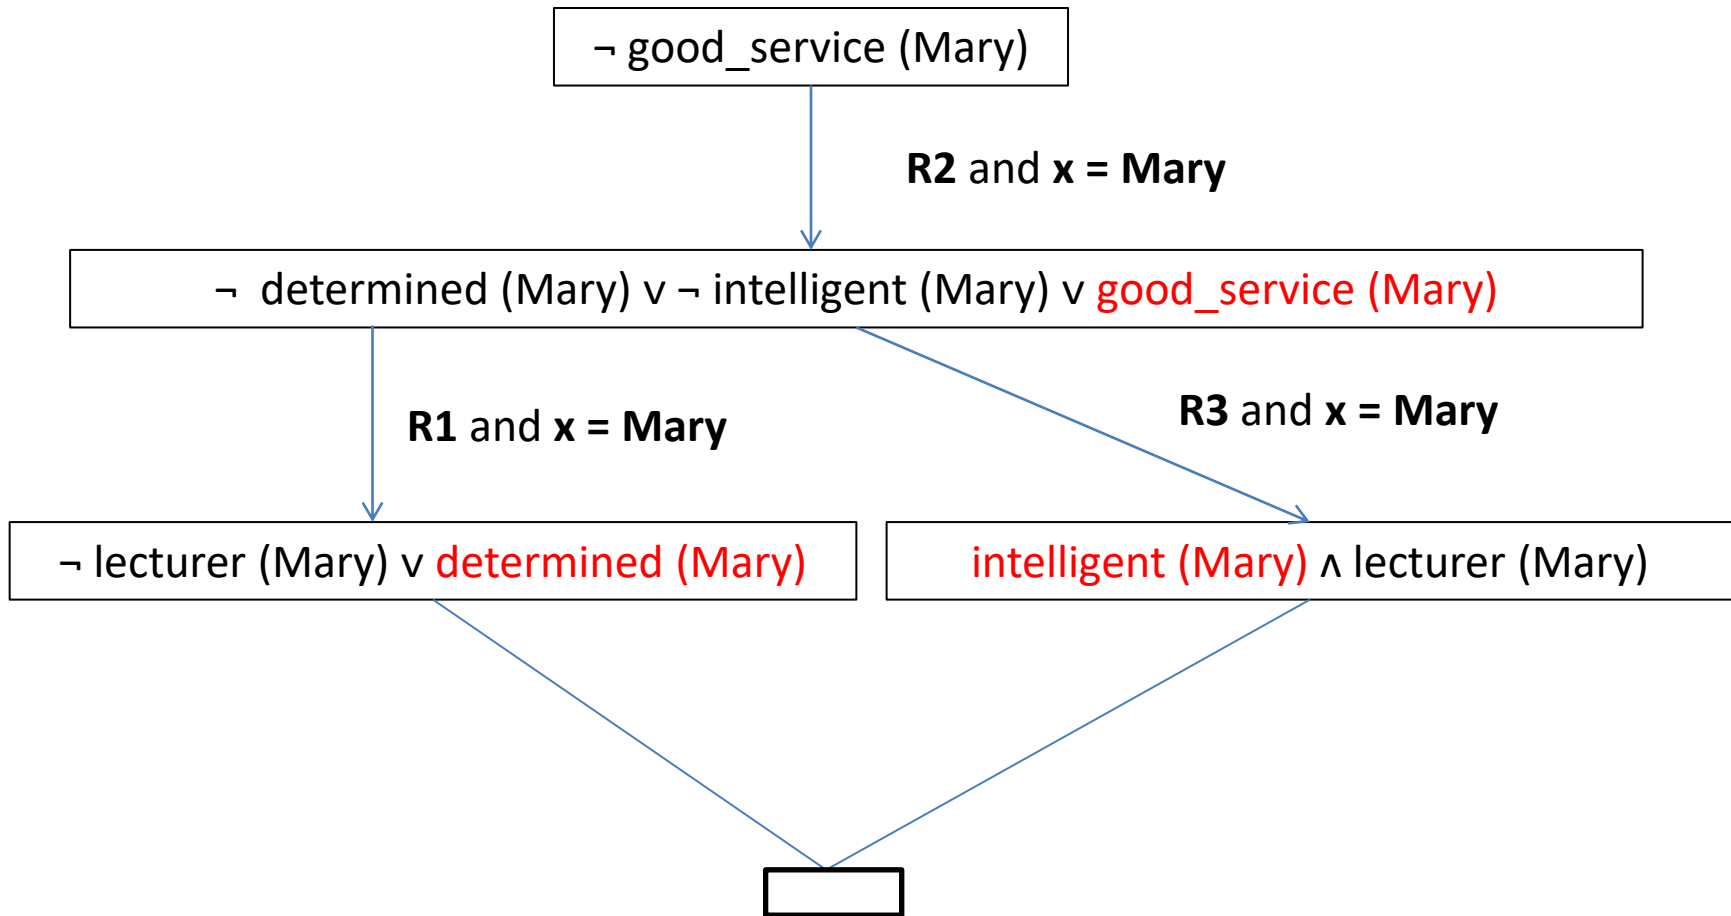 ¬ good_service (Mary)
R2 and x = Mary
¬ determined (Mary) v ¬ intelligent (Mary) v good_service (Mary)
R1 and x = Mary
R3 and x = Mary
¬ lecturer (Mary) v determined (Mary)
intelligent (Mary) ʌ lecturer (Mary)